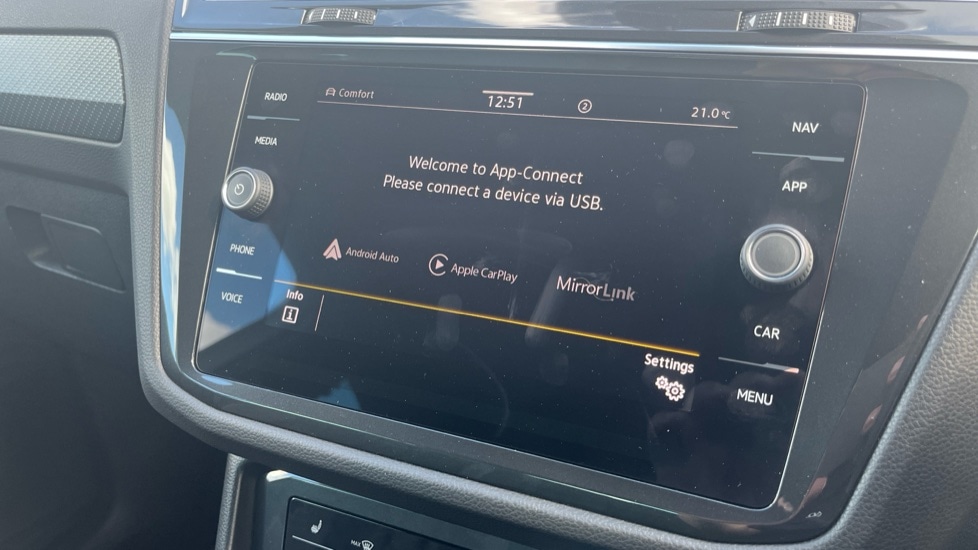 RADIO
MEDIA
PHONE
VOICE
Comfort
12:51
2
21.0 °C
Welcome to App-Connect
Please connect a device via USB.
Android Auto
Apple CarPlay
MirrorLink
Info
i
Settings
NAV
APP
CAR
MENU
MAX